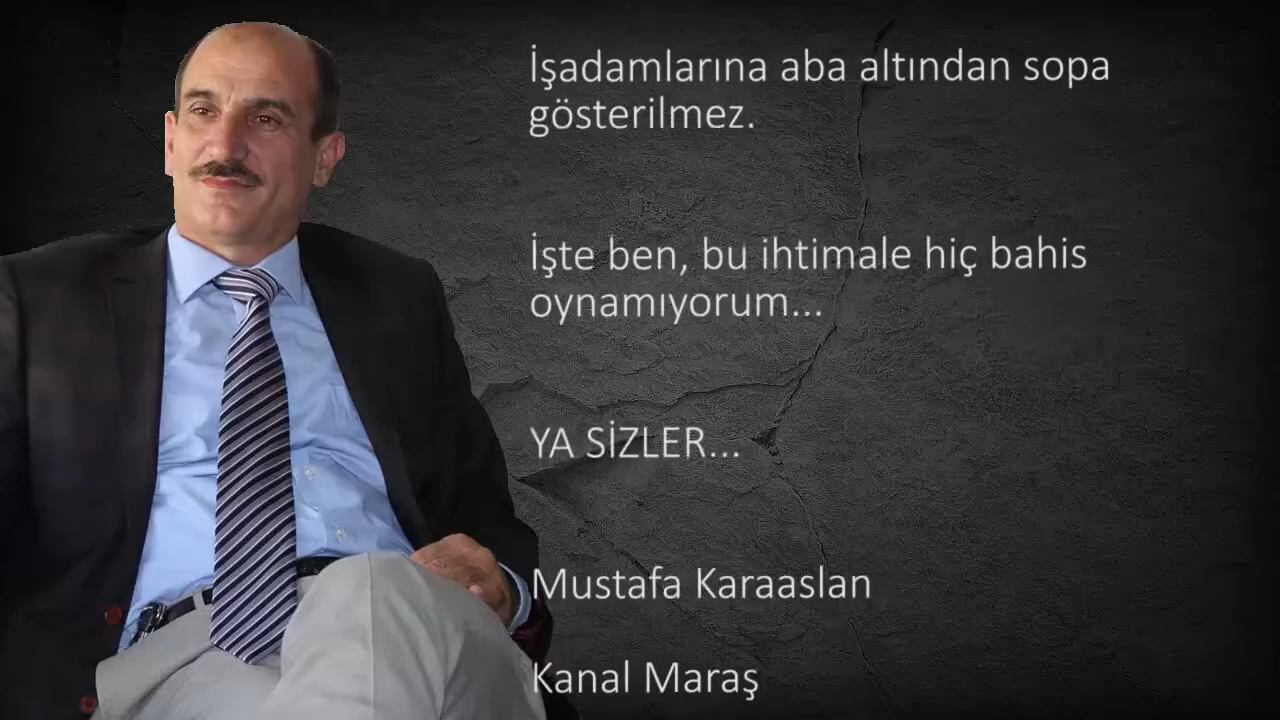 İşadamlarına aba altından sopa
gösterilmez.
İşte ben, bu ihtimale hiç bahis
oynamıyorum...
YA SİZLER...
Mustafa Karaaslan
Kanal Maraş